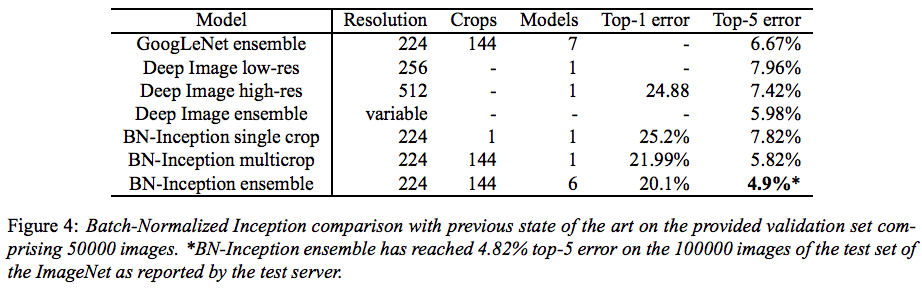 Model Resolution Crops Models Top-1 error Top-5 error
GoogLeNet ensemble 224 144 7 - 6.67%
Deep Image low-res 256 - 1 - 7.96%
Deep Image high-res 512 - 1 24.88 7.42%
Deep Image ensemble variable - - - 5.98%
BN-Inception single crop 224 1 1 25.2% 7.82%
BN-Inception multicrop 224 144 1 21.99% 5.82%
BN-Inception ensemble 224 144 6 20.1% 4.9%*
Figure 4: Batch-Normalized Inception comparison with previous state of the art on the provided validation set com-
prising 50000 images. *BN-Inception ensemble has reached 4.82% top-5 error on the 100000 images of the test set of
the ImageNet as reported by the test server.